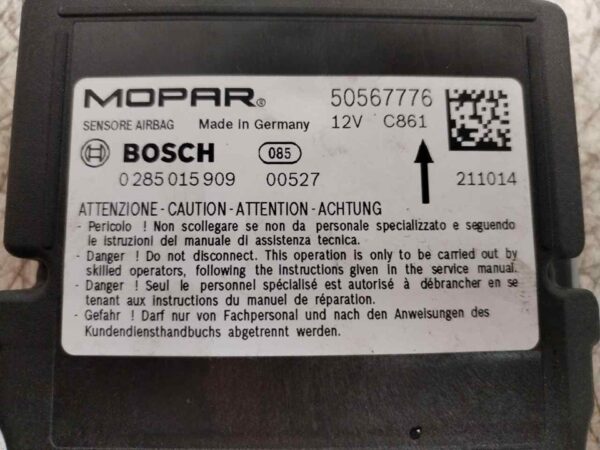 MOPAR® 50567776
SENSORE AIRBAG Made in Germany 12V C861
BOSCH 085
0 285 015 909 00527 211014
ATTENZIONE - CAUTION - ATTENTION - ACHTUNG
- Pericolo ! Non scollegare se non da personale specializzato e seguendo
le istruzioni del manuale di assistenza tecnica.
- Danger ! Do not disconnect. This operation is only to be carried out by
skilled operators, following the instructions given in the service manual.
- Danger ! Seul le personnel spécialisé est autorisé à débrancher en se
tenant aux instructions du manuel de réparation.
- Gefahr ! Darf nur von Fachpersonal und nach den Anweisungen des
Kundendiensthandbuchs abgetrennt werden.